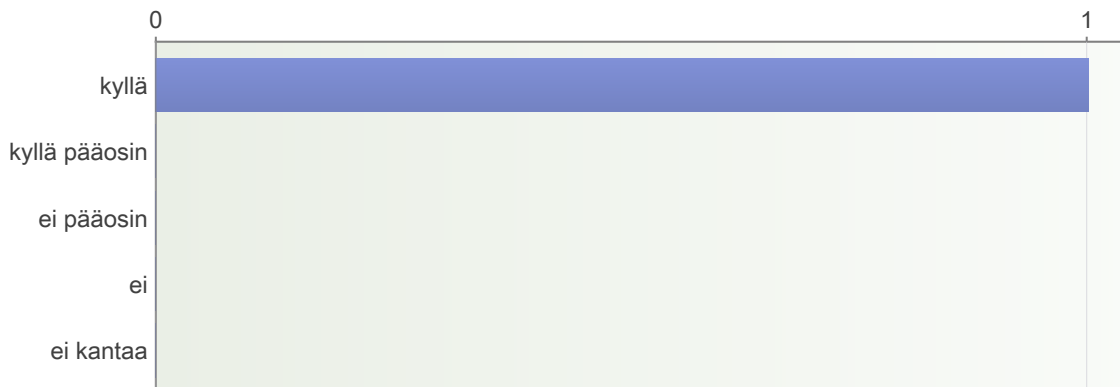 0 1
kyllä
kyllä pääosin
ei pääosin
ei
ei kantaa